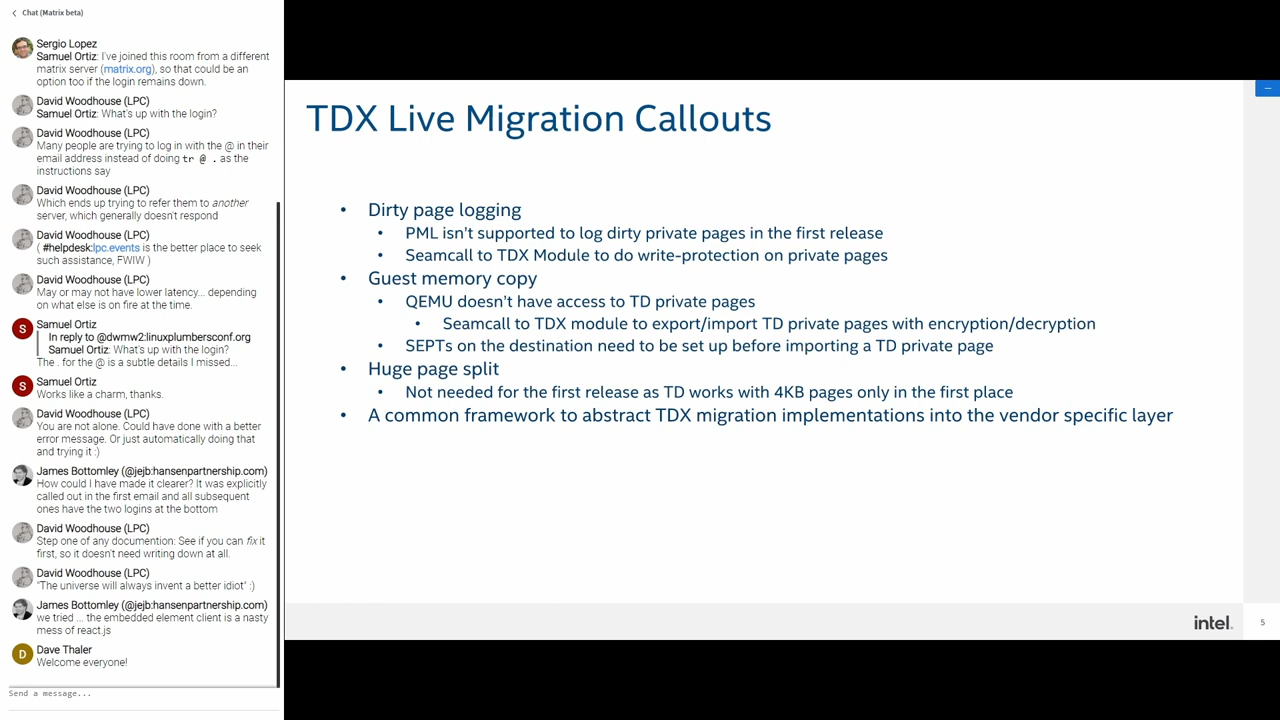 Chat (Matrix beta)
Sergio Lopez
Samuel Ortiz: I've joined this room from a different
matrix server (matrix.org), so that could be an
option too if the login remains down.
David Woodhouse (LPC)
Samuel Ortiz: What's up with the login?
David Woodhouse (LPC)
Many people are trying to log in with the @ in their
email address instead of doing tr @ . as the
instructions say
David Woodhouse (LPC)
Which ends up trying to refer them to another
server, which generally doesn't respond
David Woodhouse (LPC)
( #helpdesk:lpc.events is the better place to seek
such assistance, FWIW )
David Woodhouse (LPC)
May or may not have lower latency... depending
on what else is on fire at the time.
S
Samuel Ortiz
In reply to @dwmw2:linuxplumbersconf.org
Samuel Ortiz: What's up with the login?
The . for the @ is a subtle details I missed...
S
Samuel Ortiz
Works like a charm, thanks.
David Woodhouse (LPC)
You are not alone. Could have done with a better
error message. Or just automatically doing that
and trying it :)
James Bottomley (@jejb:hansenpartnership.com)
How could I have made it clearer? It was explicitly
called out in the first email and all subsequent
ones have the two logins at the bottom
David Woodhouse (LPC)
Step one of any documention: See if you can fix it
first, so it doesn't need writing down at all.
David Woodhouse (LPC)
"The universe will always invent a better idiot" :)
James Bottomley (@jejb:hansenpartnership.com)
we tried ... the embedded element client is a nasty
mess of react.js
D
Dave Thaler
Welcome everyone!
Send a message...
TDX Live Migration Callouts
• Dirty page logging
• PML isn't supported to log dirty private pages in the first release
• Seamcall to TDX Module to do write-protection on private pages
• Guest memory copy
• QEMU doesn't have access to TD private pages
• Seamcall to TDX module to export/import TD private pages with encryption/decryption
• SEPTs on the destination need to be set up before importing a TD private page
• Huge page split
• Not needed for the first release as TD works with 4KB pages only in the first place
• A common framework to abstract TDX migration implementations into the vendor specific layer
intel.
5